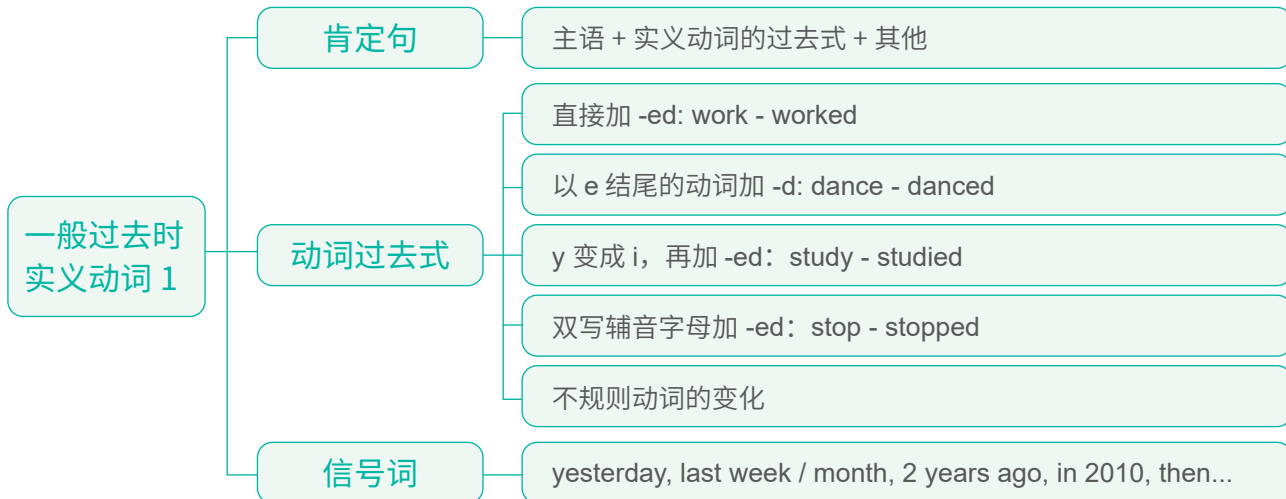 肯定句
主语 + 实义动词的过去式 + 其他
直接加 -ed: work - worked
以 e 结尾的动词加 -d: dance - danced
一般过去时
实义动词 1
动词过去式
y 变成 i，再加 -ed：study - studied
双写辅音字母加 -ed：stop - stopped
不规则动词的变化
信号词
yesterday, last week / month, 2 years ago, in 2010, then...